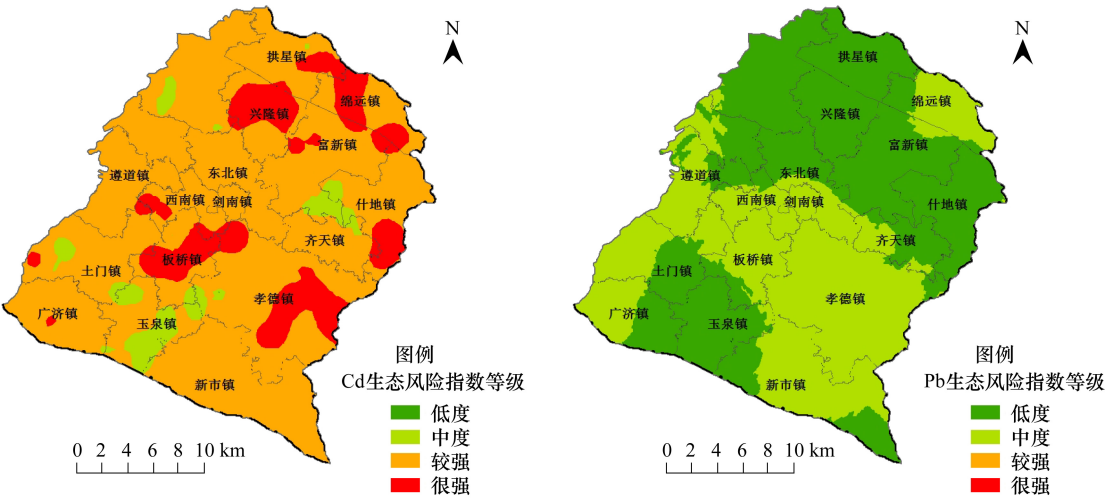 N
拱星镇
绵远镇
兴隆镇
富新镇
遵道镇
东北镇
西南镇
剑南镇
什地镇
齐天镇
板桥镇
土门镇
孝德镇
广济镇
玉泉镇
新市镇
图例
Cd生态风险指数等级
低度
中度
较强
很强
0 2 4 6 8 10 km
N
拱星镇
绵远镇
兴隆镇
富新镇
遵道镇
东北镇
西南镇
剑南镇
什地镇
齐天镇
板桥镇
土门镇
孝德镇
广济镇
玉泉镇
新市镇
图例
Pb生态风险指数等级
低度
中度
较强
很强
0 2 4 6 8 10 km